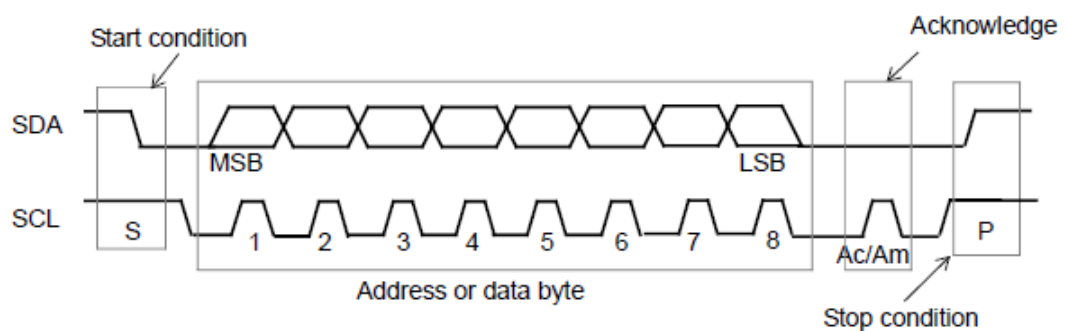 Start condition
Acknowledge
SDA
MSB
LSB
SCL
S
1 2 3 4 5 6 7 8
Ac/Am
P
Address or data byte
Stop condition